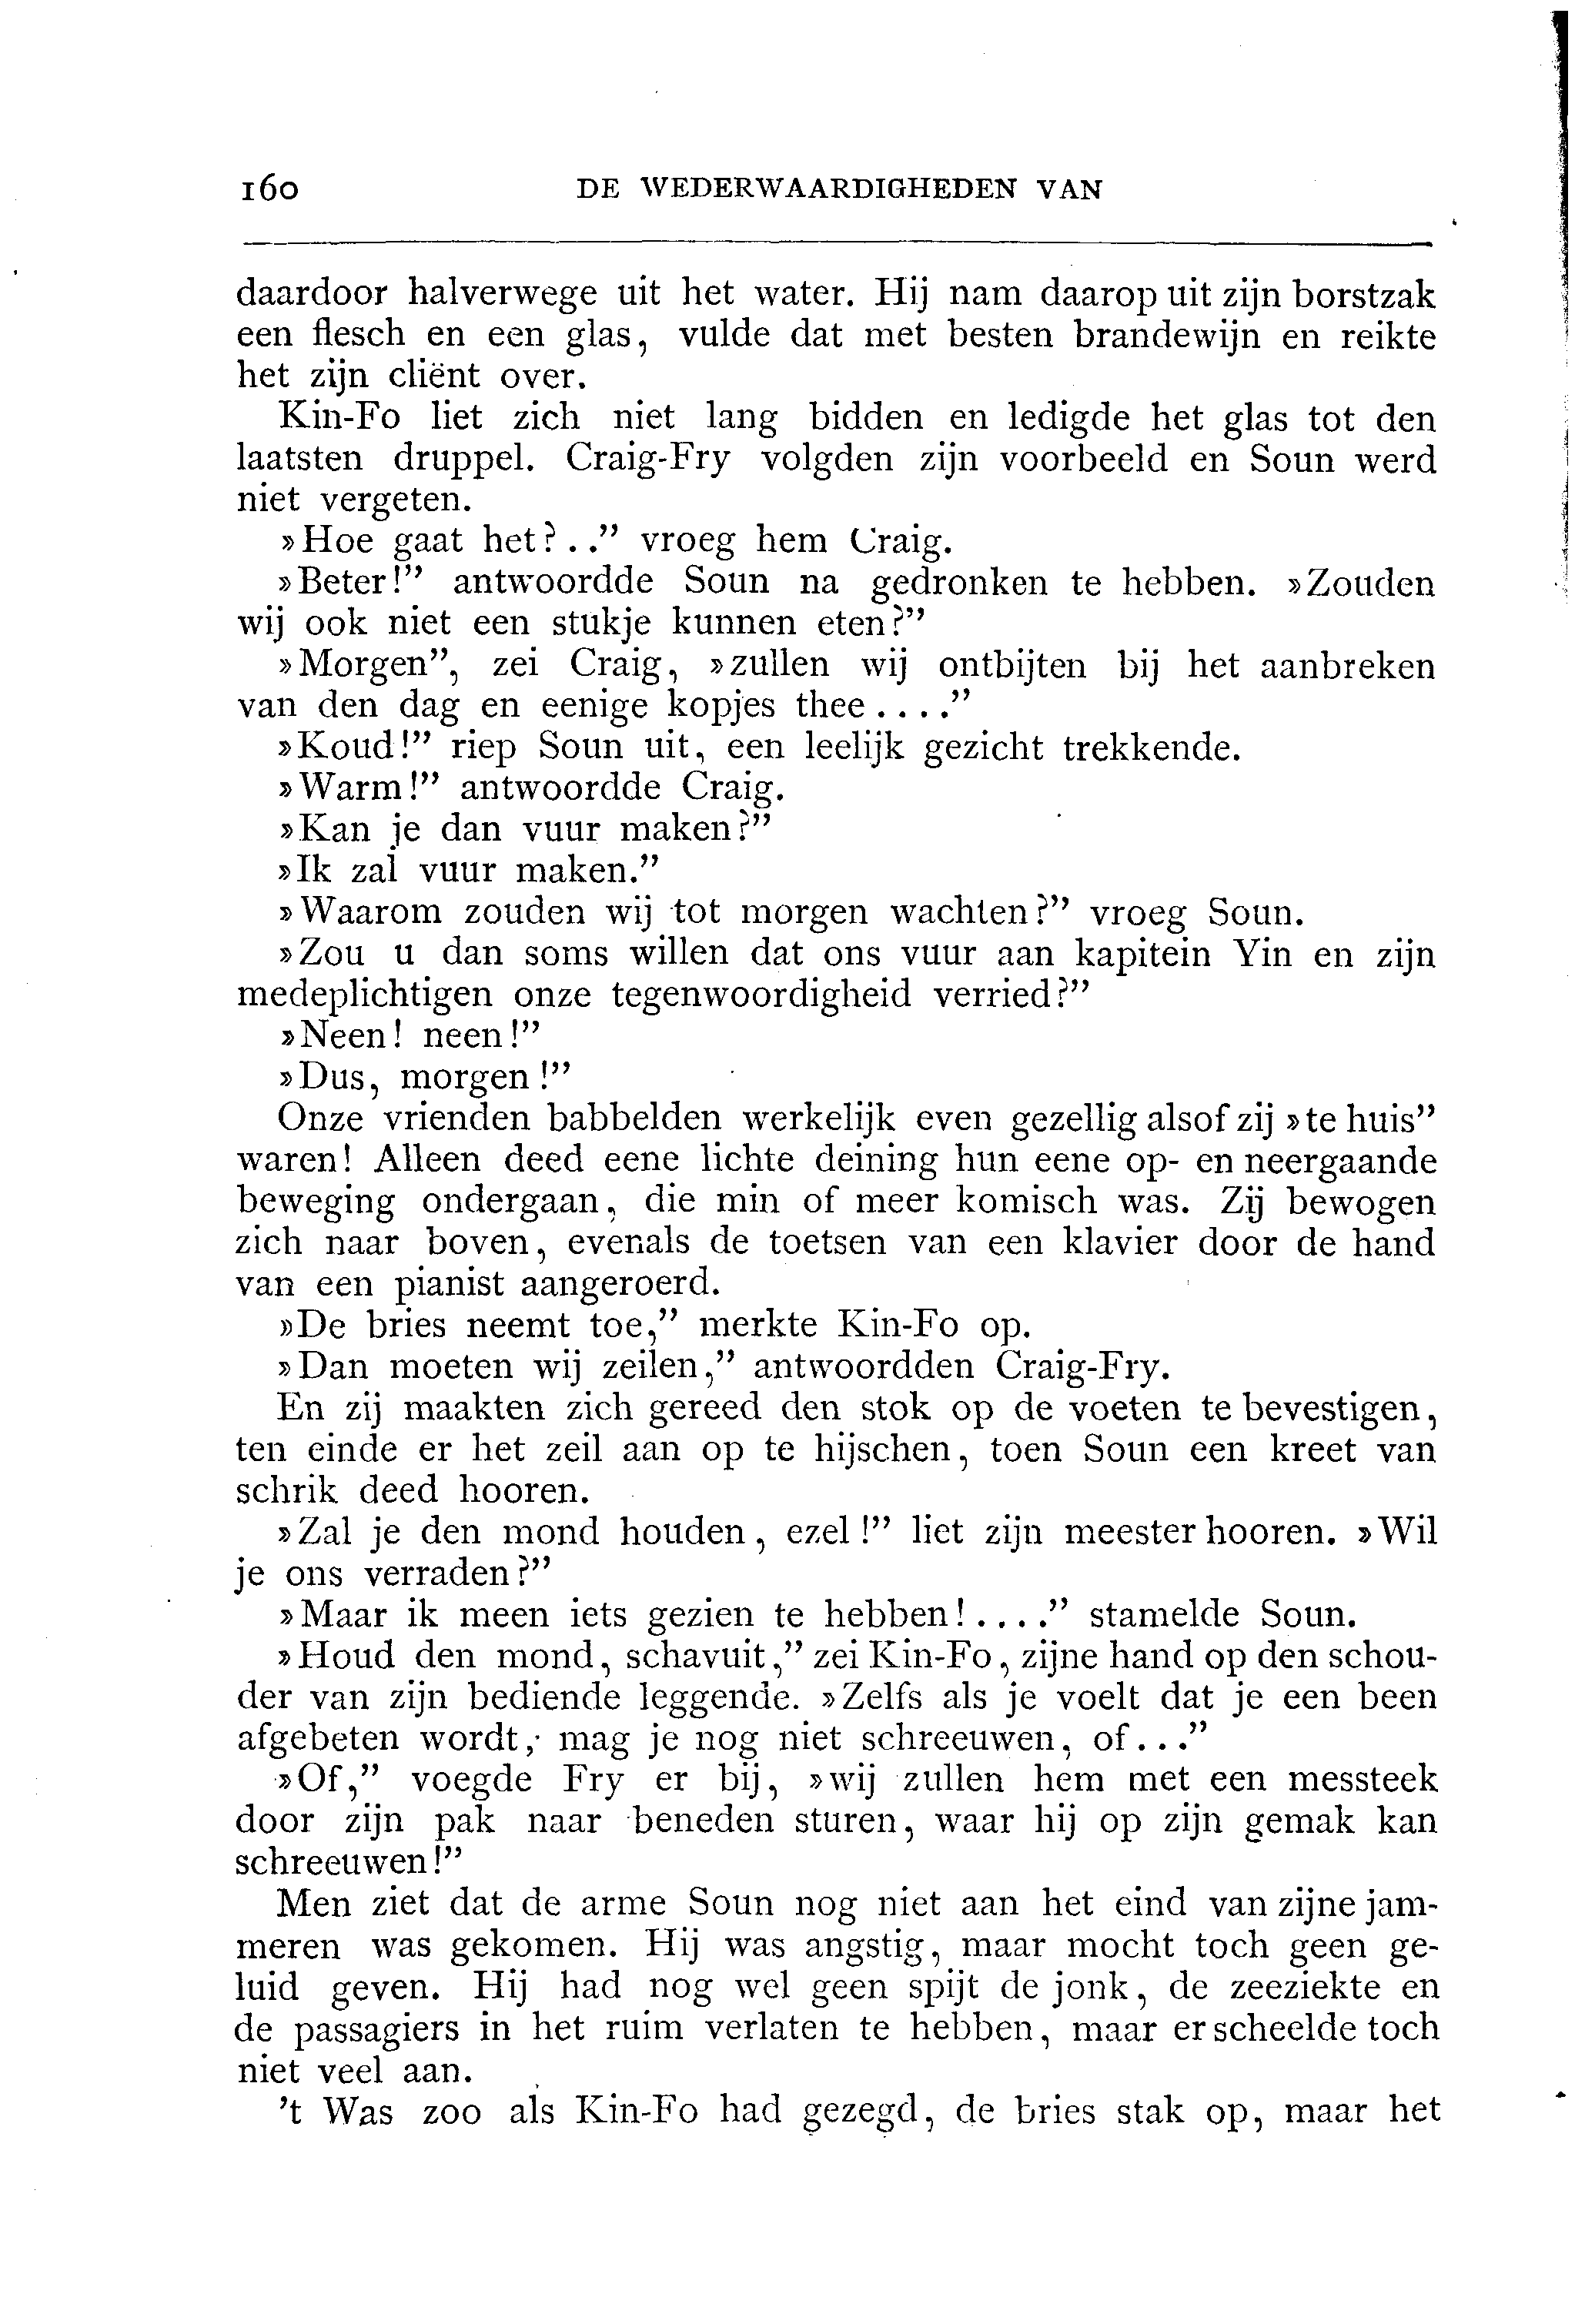 160 DE WEDERWAARDIGHEDEN VAN
daardoor halverwege uit het water. Hij nam daarop uit zijn borstzak
een flesch en een glas, vulde dat met besten brandewijn en reikte
het zijn cliënt over.
Kin-Fo liet zich niet lang bidden en ledigde het glas tot den
laatsten druppel. Craig-Fry volgden zijn voorbeeld en Soun werd
niet vergeten.
»Hoe gaat het?..” vroeg hem Craig.
»Beter!” antwoordde Soun na gedronken te hebben. »Zouden
wij ook niet een stukje kunnen eten?”
»Morgen”, zei Craig, »zullen wij ontbijten bij het aanbreken
van den dag en eenige kopjes thee....”
»Koud!” riep Soun uit, een leelijk gezicht trekkende.
»Warm!” antwoordde Craig.
»Kan je dan vuur maken?”
»Ik zal vuur maken.”
»Waarom zouden wij tot morgen wachten?” vroeg Soun.
»Zou u dan soms willen dat ons vuur aan kapitein Yin en zijn
medeplichtigen onze tegenwoordigheid verried?”
»Neen! neen!”
»Dus, morgen!”
Onze vrienden babbelden werkelijk even gezellig alsof zij »te huis”
waren! Alleen deed eene lichte deining hun eene op- en neergaande
beweging ondergaan, die min of meer komisch was. Zij bewogen
zich naar boven, evenals de toetsen van een klavier door de hand
van een pianist aangeroerd.
»De bries neemt toe,” merkte Kin-Fo op.
»Dan moeten wij zeilen,” antwoordden Craig-Fry.
En zij maakten zich gereed den stok op de voeten te bevestigen,
ten einde er het zeil aan op te hijschen, toen Soun een kreet van
schrik deed hooren.
»Zal je den mond houden, ezel!” liet zijn meester hooren. »Wil
je ons verraden?”
»Maar ik meen iets gezien te hebben!....” stamelde Soun.
»Houd den mond, schavuit,” zei Kin-Fo, zijne hand op den schou-
der van zijn bediende leggende. »Zelfs als je voelt dat je een been
afgebeten wordt, mag je nog niet schreeuwen, of...”
»Of,” voegde Fry er bij, »wij zullen hem met een messteek
door zijn pak naar beneden sturen, waar hij op zijn gemak kan
schreeuwen!”
Men ziet dat de arme Soun nog niet aan het eind van zijne jam-
meren was gekomen. Hij was angstig, maar mocht toch geen ge-
luid geven. Hij had nog wel geen spijt de jonk, de zeeziekte en
de passagiers in het ruim verlaten te hebben, maar er scheelde toch
niet veel aan.
’t Was zoo als Kin-Fo had gezegd, de bries stak op, maar het